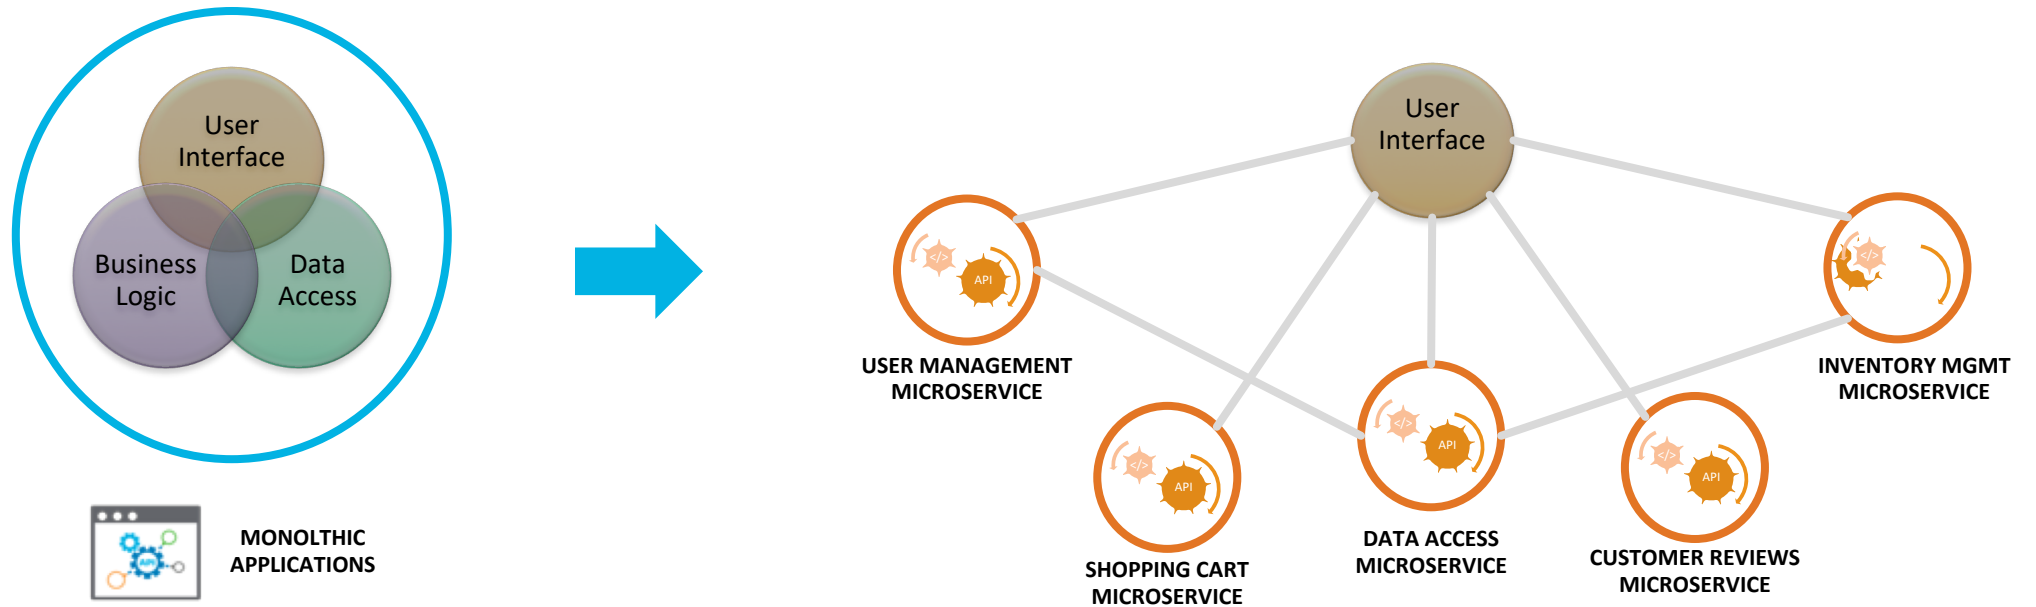 User
Interface
Business
Logic
Data
Access
API
MONOLTHIC
APPLICATIONS
User
Interface
</>
API
USER MANAGEMENT
MICROSERVICE
</>
API
SHOPPING CART
MICROSERVICE
</>
API
DATA ACCESS
MICROSERVICE
</>
API
CUSTOMER REVIEWS
MICROSERVICE
</>
INVENTORY MGMT
MICROSERVICE